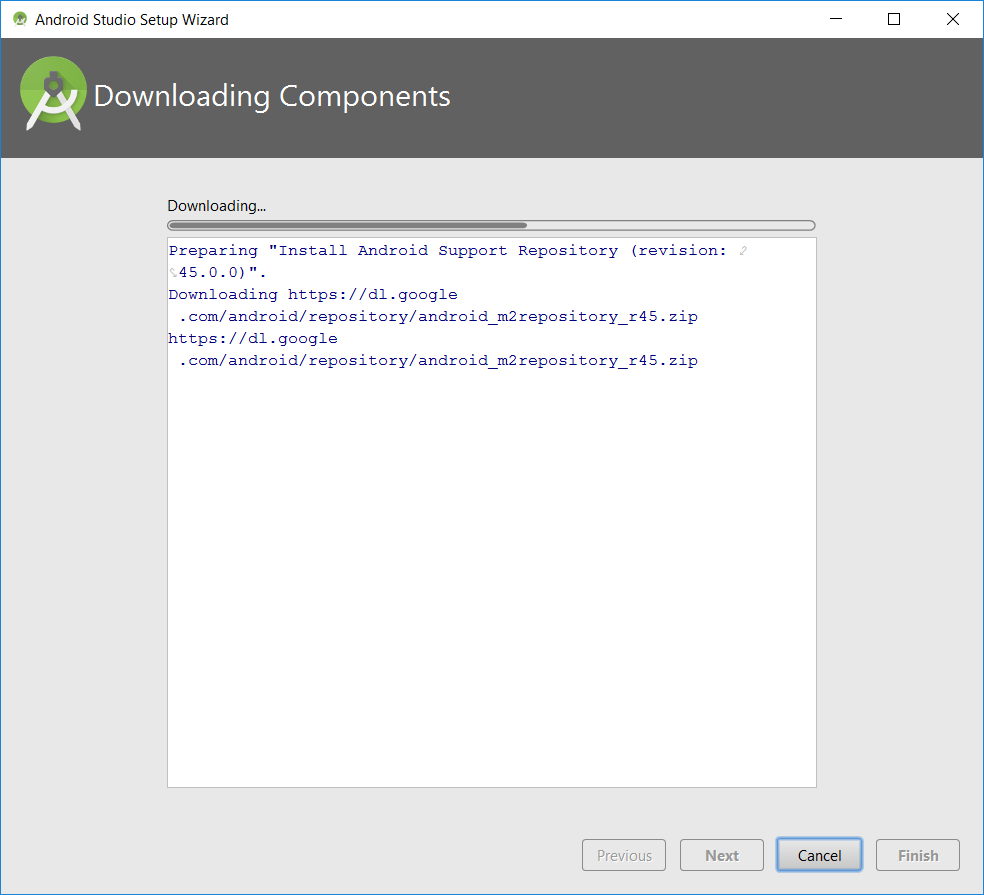 Android Studio Setup Wizard
Downloading Components
Downloading...
Preparing "Install Android Support Repository (revision:
45.0.0)".
Downloading https://dl.google
.com/android/repository/android_m2repository_r45.zip
https://dl.google
.com/android/repository/android_m2repository_r45.zip
Previous Next Cancel Finish